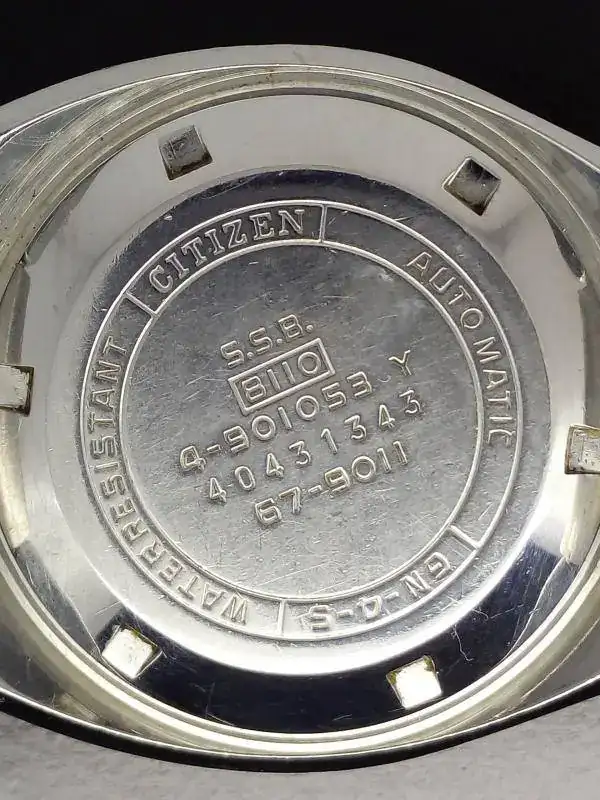 CITIZEN
AUTOMATIC
GN-4-S
WATERRESISTANT
S.S.B.
8110
4-901053 Y
40431343
67-9011